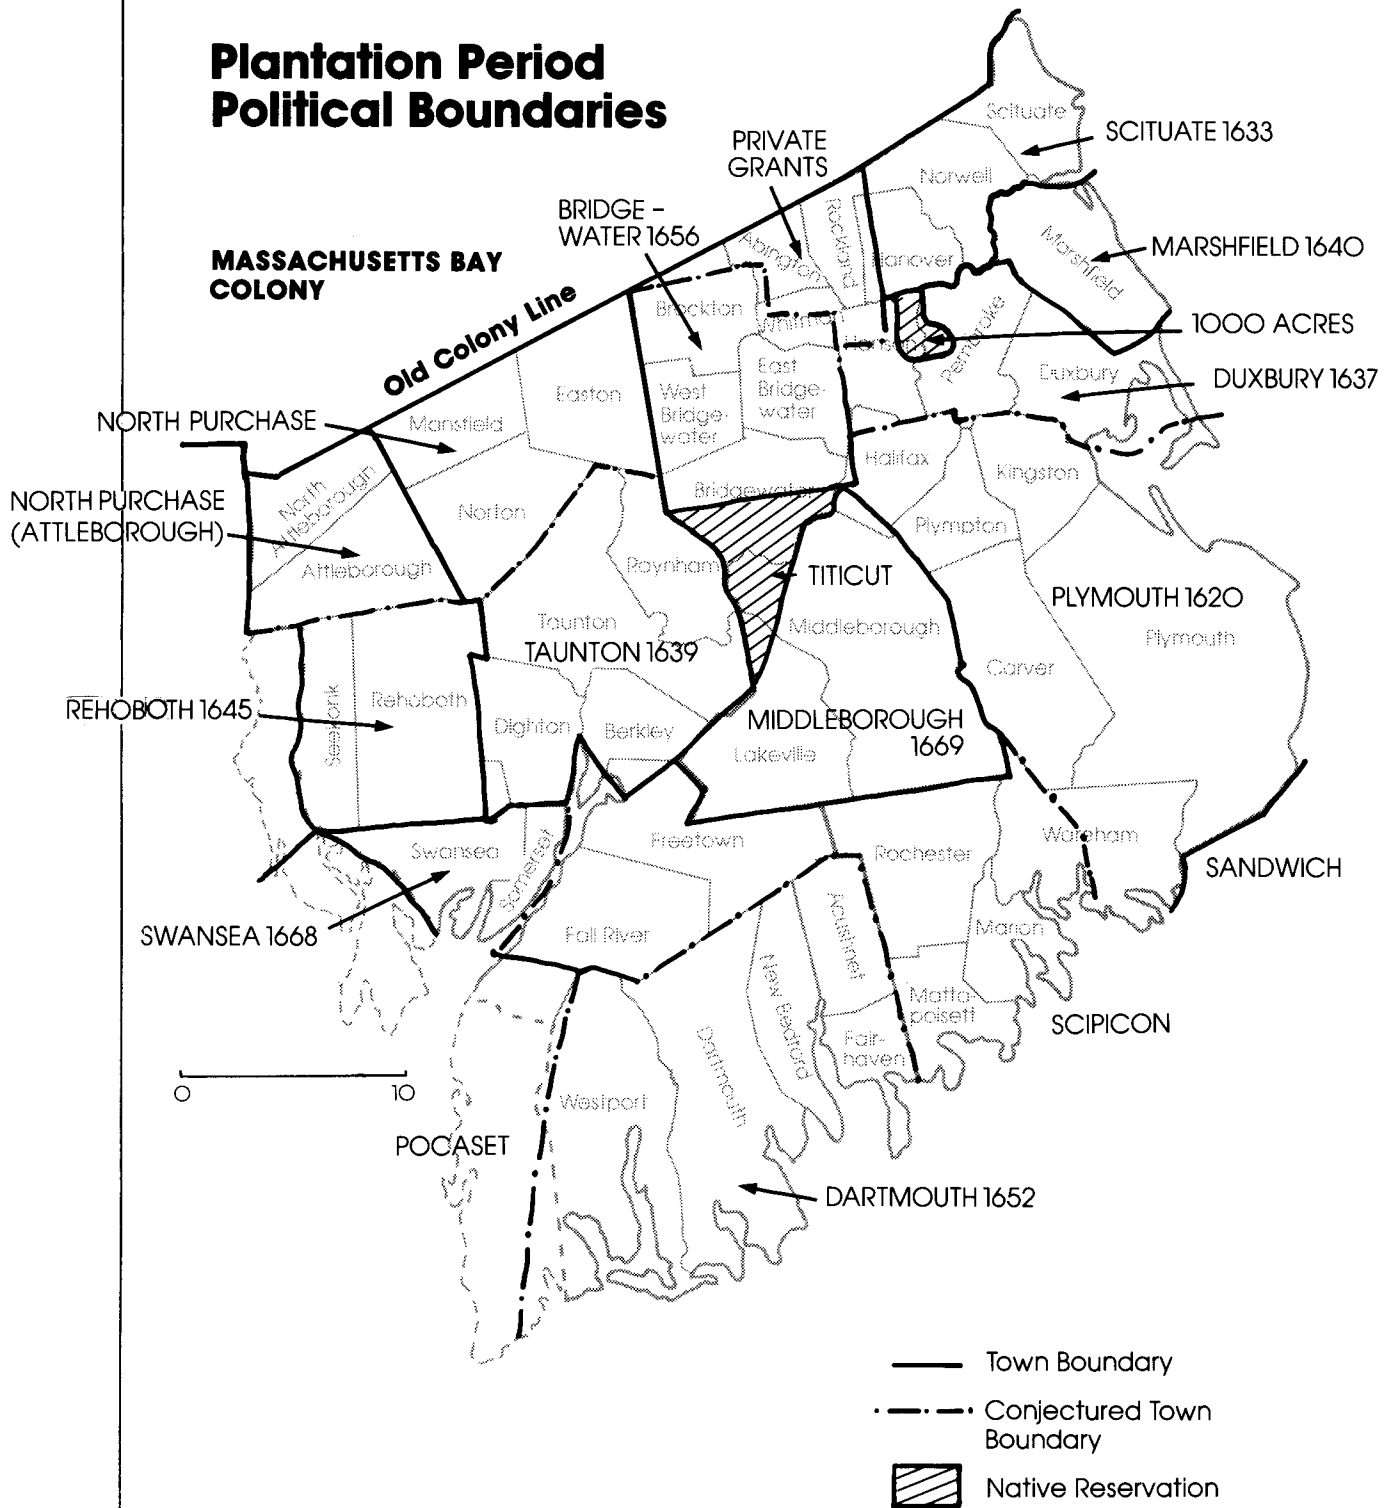 Plantation Period
Political Boundaries
MASSACHUSETTS BAY
COLONY
Old Colony Line
PRIVATE
GRANTS
BRIDGE -
WATER 1656
SCITUATE 1633
MARSHFIELD 1640
1000 ACRES
DUXBURY 1637
NORTH PURCHASE
NORTH PURCHASE
(ATTLEBOROUGH)
TITICUT
PLYMOUTH 1620
TAUNTON 1639
REHOBOTH 1645
MIDDLEBOROUGH
1669
SANDWICH
SWANSEA 1668
SCIPICON
POCASET
DARTMOUTH 1652
Scituate
Norwell
Rockland
Abington
Hanover
Marshfield
Brockton
Whitman
Hanson
Pembroke
Duxbury
Easton
West
Bridge-
water
East
Bridge-
water
Mansfield
Halifax
Kingston
North
Attleborough
Bridgewater
Norton
Plympton
Attleborough
Raynham
Taunton
Middleborough
Plymouth
Carver
Seekonk
Rehoboth
Dighton
Berkley
Lakeville
Swansea
Somerset
Freetown
Rochester
Wareham
Fall River
Acushnet
Marion
New Bedford
Matta-
poisett
Dartmouth
Fair-
haven
Westport
0 10
Town Boundary
Conjectured Town
Boundary
Native Reservation